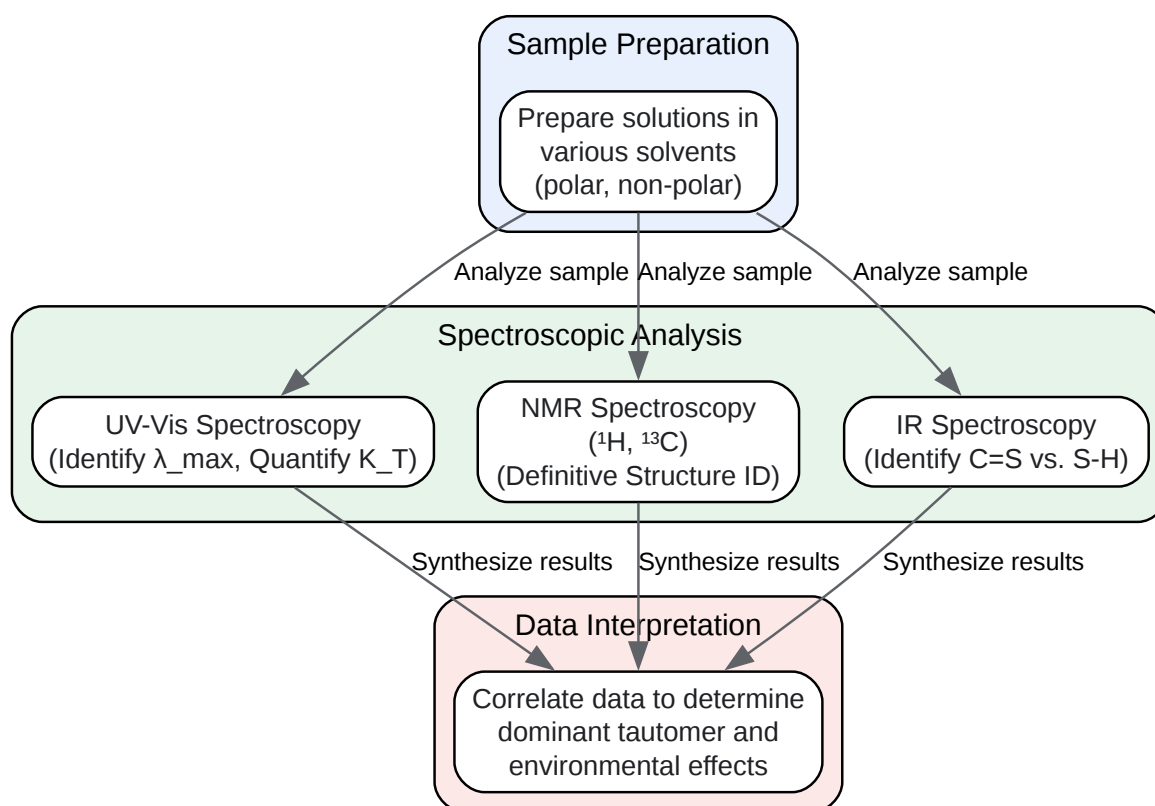 Sample Preparation
Prepare solutions in
various solvents
(polar, non-polar)
Analyze sample
Analyze sample
Analyze sample
Spectroscopic Analysis
UV-Vis Spectroscopy
(Identify λ_max, Quantify K_T)
NMR Spectroscopy
(¹H, ¹³C)
(Definitive Structure ID)
IR Spectroscopy
(Identify C=S vs. S-H)
Synthesize results
Synthesize results
Synthesize results
Data Interpretation
Correlate data to determine
dominant tautomer and
environmental effects